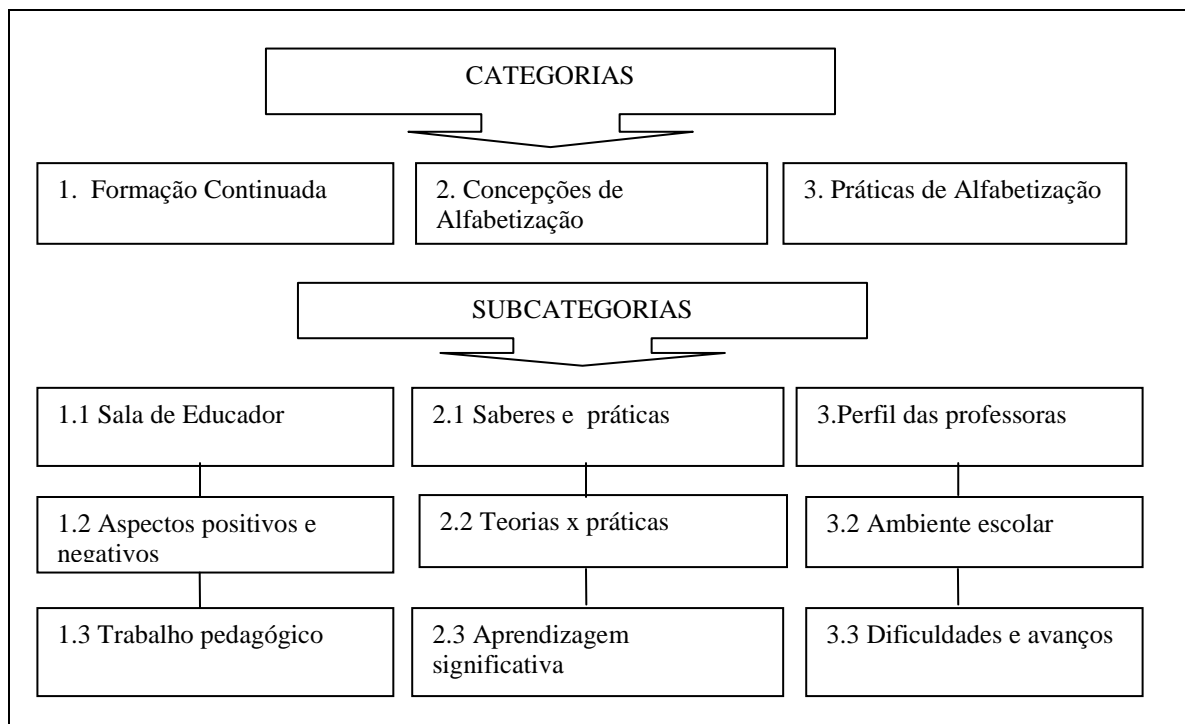 CATEGORIAS
1. Formação Continuada
2. Concepções de
Alfabetização
3. Práticas de Alfabetização
SUBCATEGORIAS
1.1 Sala de Educador
2.1 Saberes e práticas
3.Perfil das professoras
1.2 Aspectos positivos e
negativos
2.2 Teorias x práticas
3.2 Ambiente escolar
1.3 Trabalho pedagógico
2.3 Aprendizagem
significativa
3.3 Dificuldades e avanços